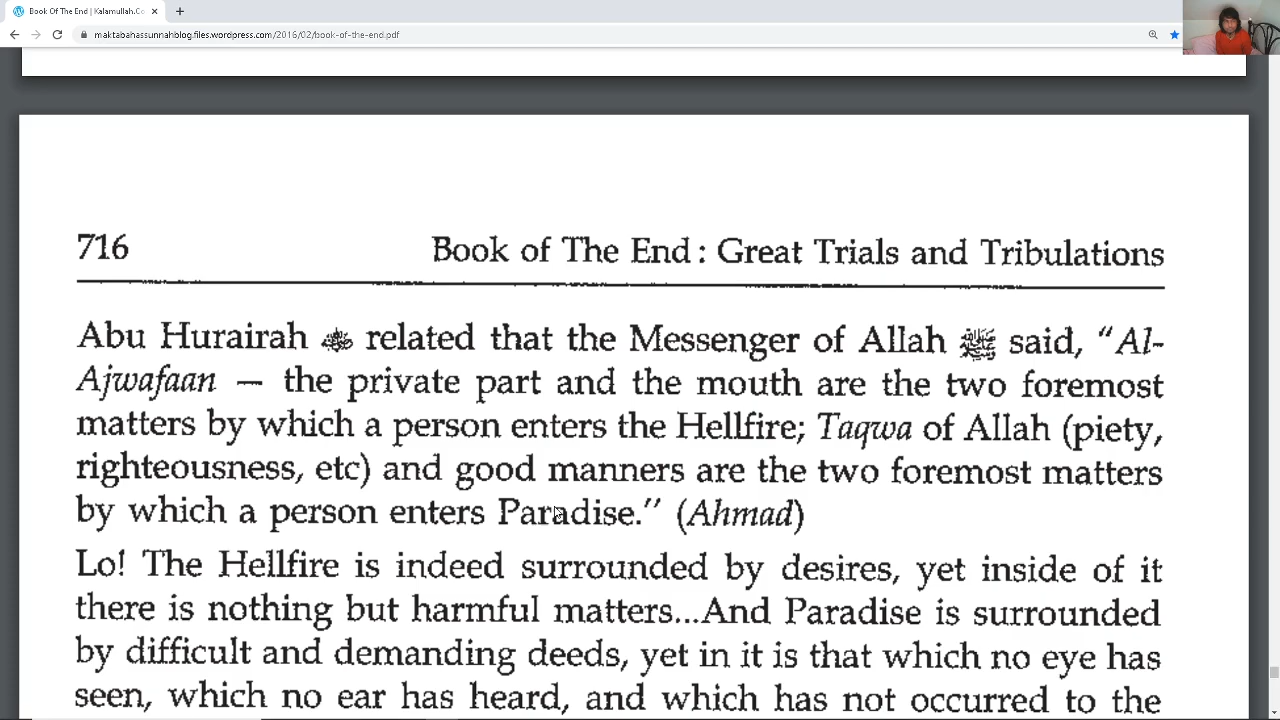 Book Of The End | Kalamullah.Co
maktabahassunnahblog.files.wordpress.com/2016/02/book-of-the-end.pdf
716
Book of The End : Great Trials and Tribulations
Abu Hurairah رضي الله عنه related that the Messenger of Allah ﷺ said, “Al-
Ajwafaan — the private part and the mouth are the two foremost
matters by which a person enters the Hellfire; Taqwa of Allah (piety,
righteousness, etc) and good manners are the two foremost matters
by which a person enters Paradise.” (Ahmad)
Lo! The Hellfire is indeed surrounded by desires, yet inside of it
there is nothing but harmful matters...And Paradise is surrounded
by difficult and demanding deeds, yet in it is that which no eye has
seen, which no ear has heard, and which has not occurred to the